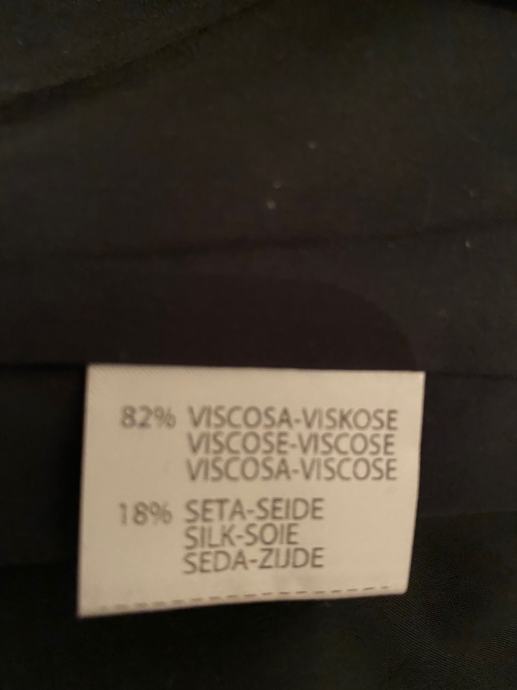 82% VISCOSA-VISKOSE
VISCOSE-VISCOSE
VISCOSA-VISCOSE
18% SETA-SEIDE
SILK-SOIE
SEDA-ZIJDE